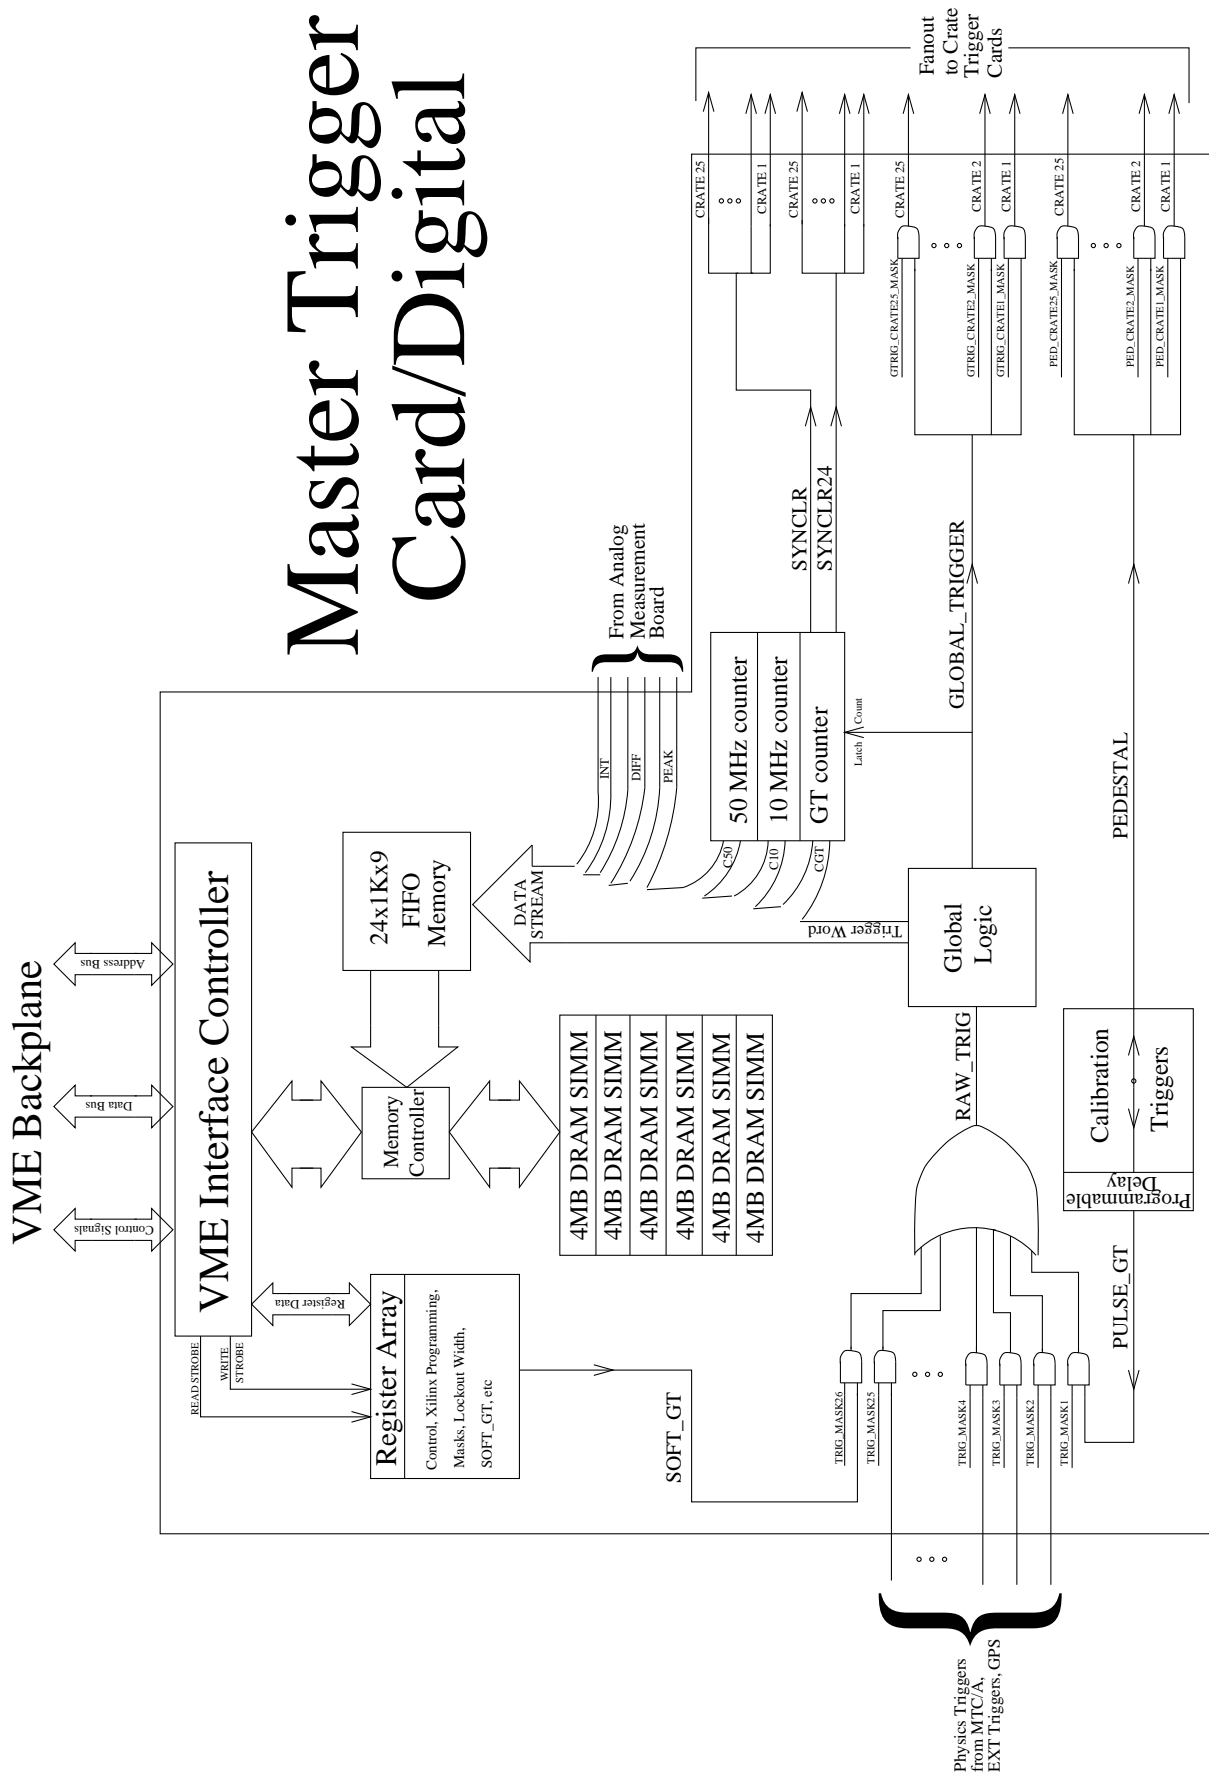 Master Trigger
Card/Digital
VME Backplane
Control Signals
Data Bus
Address Bus
VME Interface Controller
READ STROBE
WRITE
STROBE
Register Data
Register Array
Control, Xilinx Programming,
Masks, Lockout Width,
SOFT_GT, etc
Memory
Controller
24x1Kx9
FIFO
Memory
DATA
STREAM
4MB DRAM SIMM
4MB DRAM SIMM
4MB DRAM SIMM
4MB DRAM SIMM
4MB DRAM SIMM
4MB DRAM SIMM
INT
DIFF
PEAK
From Analog
Measurement
Board
C50
C10
CGT
50 MHz counter
10 MHz counter
GT counter
Latch
Count
Trigger Word
SYNCLR
SYNCLR24
CRATE 25
CRATE 1
CRATE 25
CRATE 1
Fanout
to Crate
Trigger
Cards
SOFT_GT
TRIG_MASK26
TRIG_MASK25
TRIG_MASK4
TRIG_MASK3
TRIG_MASK2
TRIG_MASK1
Physics Triggers
from MTC/A,
EXT Triggers, GPS
RAW_TRIG
Global
Logic
GLOBAL_TRIGGER
GTRIG_CRATE25_MASK
GTRIG_CRATE2_MASK
GTRIG_CRATE1_MASK
CRATE 25
CRATE 2
CRATE 1
PULSE_GT
Programmable
Delay
Calibration
Triggers
PEDESTAL
PED_CRATE25_MASK
PED_CRATE2_MASK
PED_CRATE1_MASK
CRATE 25
CRATE 2
CRATE 1